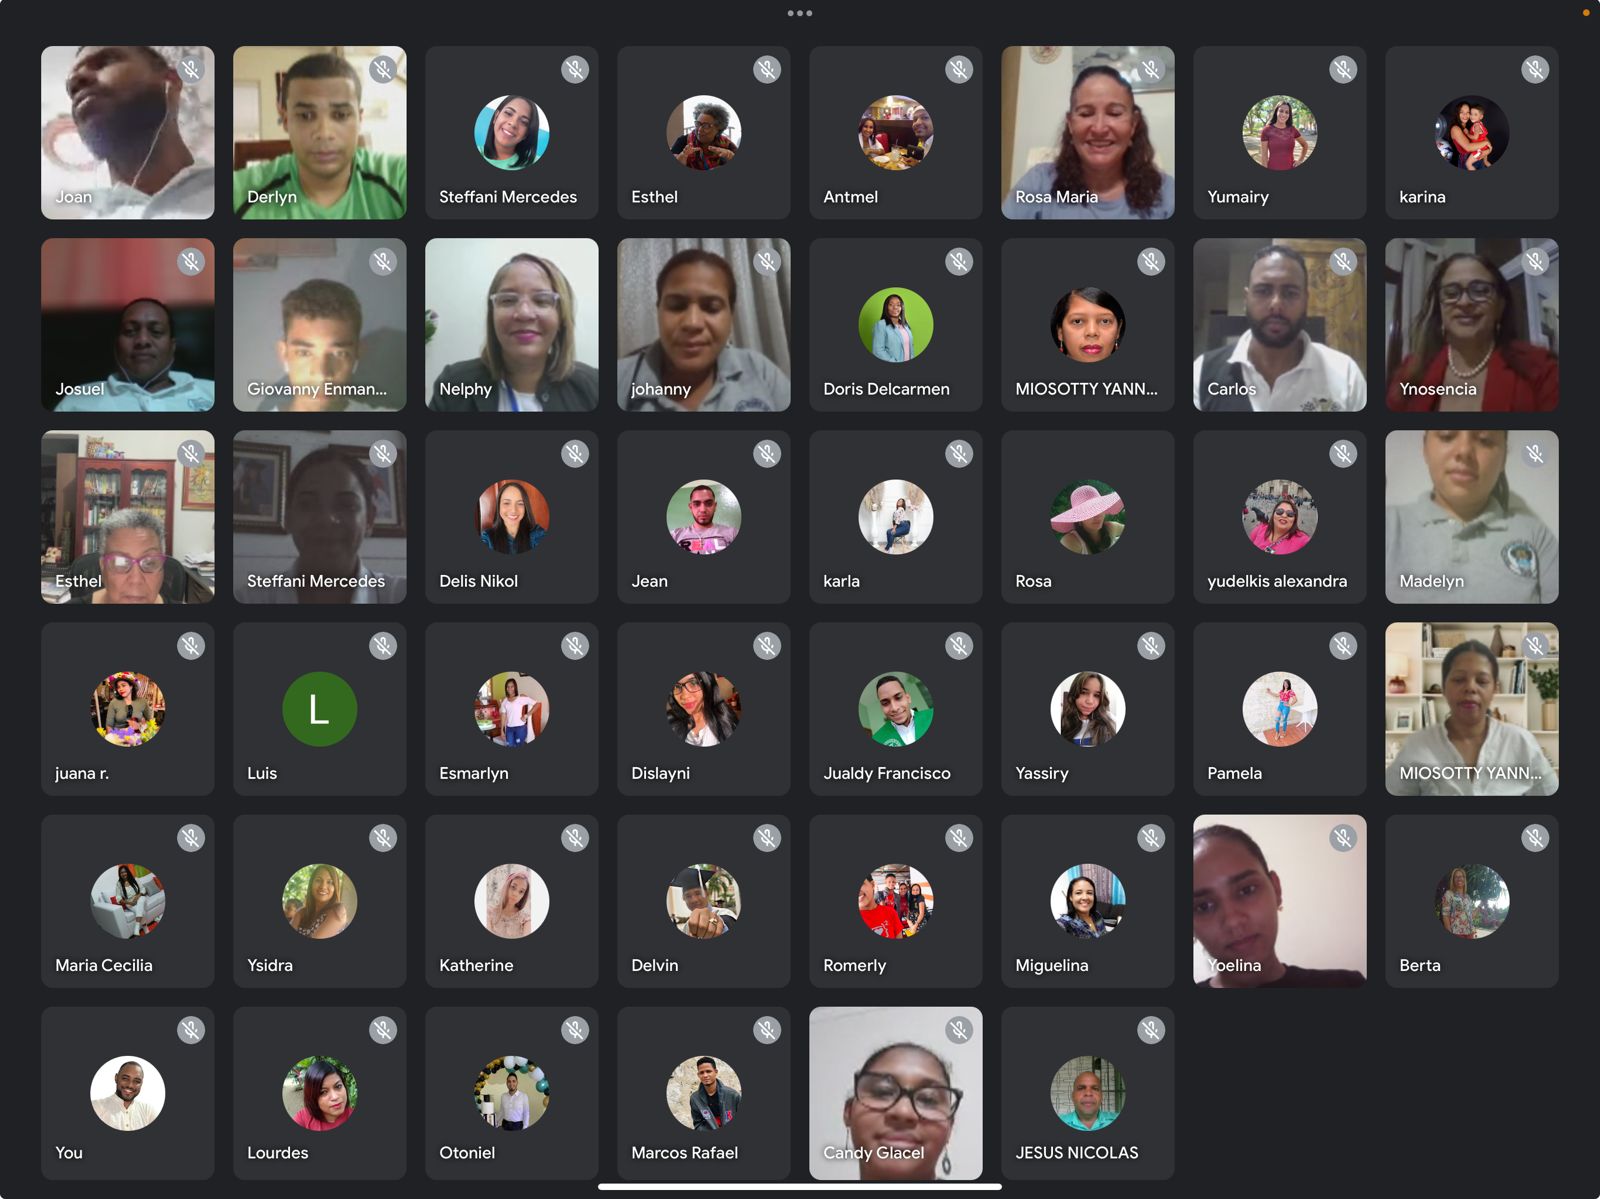 Joan
Derlyn
Steffani Mercedes
Esthel
Antmel
Rosa Maria
Yumairy
karina
Josuel
Giovanny Enman...
Nelphy
johanny
Doris Delcarmen
MIOSOTTY YANN...
Carlos
Ynosencia
Esthel
Steffani Mercedes
Delis Nikol
Jean
karla
Rosa
yudelkis alexandra
Madelyn
juana r.
L
Luis
Esmarlyn
Dislayni
Jualdy Francisco
Yassiry
Pamela
MIOSOTTY YANN...
Maria Cecilia
Ysidra
Katherine
Delvin
Romerly
Miguelina
Yoelina
Berta
You
Lourdes
Otoniel
Marcos Rafael
Candy Glacel
JESUS NICOLAS